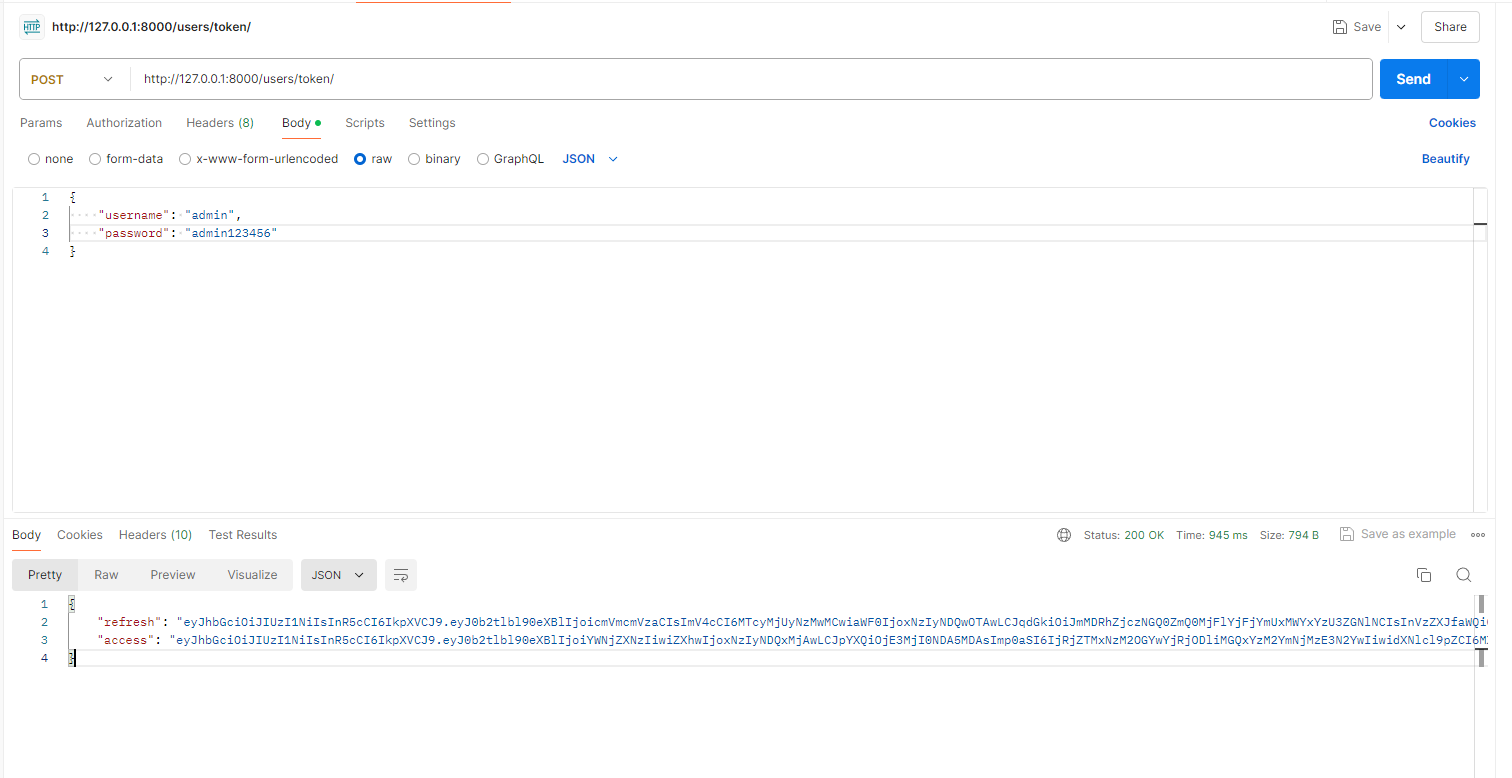 HTTP http://127.0.0.1:8000/users/token/ Save Share
POST http://127.0.0.1:8000/users/token/ Send
Params Authorization Headers (8) Body Scripts Settings Cookies
none form-data x-www-form-urlencoded raw binary GraphQL JSON Beautify
1 {
2 "username": "admin",
3 "password": "admin123456"
4 }
Body Cookies Headers (10) Test Results Status: 200 OK Time: 945 ms Size: 794 B Save as example
Pretty Raw Preview Visualize JSON
1 {
2 "refresh": "eyJhbGciOiJIUzI1NiIsInR5cCI6IkpXVCJ9.eyJ0b2tlbl90eXBlIjoicmVmcmVzaCIsImV4cCI6MTcyMjUyNzMwMCwiaWF0IjoxNzIyNDQwOTAwLCJqdGkiOiJmMDRhZjczNGQ0ZmQ0MjFlYjFjYmUxMWYxYzU3ZGNlNCIsInVzZXJfaWQiO
3 "access": "eyJhbGciOiJIUzI1NiIsInR5cCI6IkpXVCJ9.eyJ0b2tlbl90eXBlIjoiYWNjZXNzIiwiZXhwIjoxNzIyNDQxMjAwLCJpYXQiOjE3MjI0NDA5MDAsImp0aSI6IjRjZTMxNzM2OGYwYjRjODliMGQxYzM2YmNjMzE3N2YwIiwidXNlcl9pZCI6M
4 }